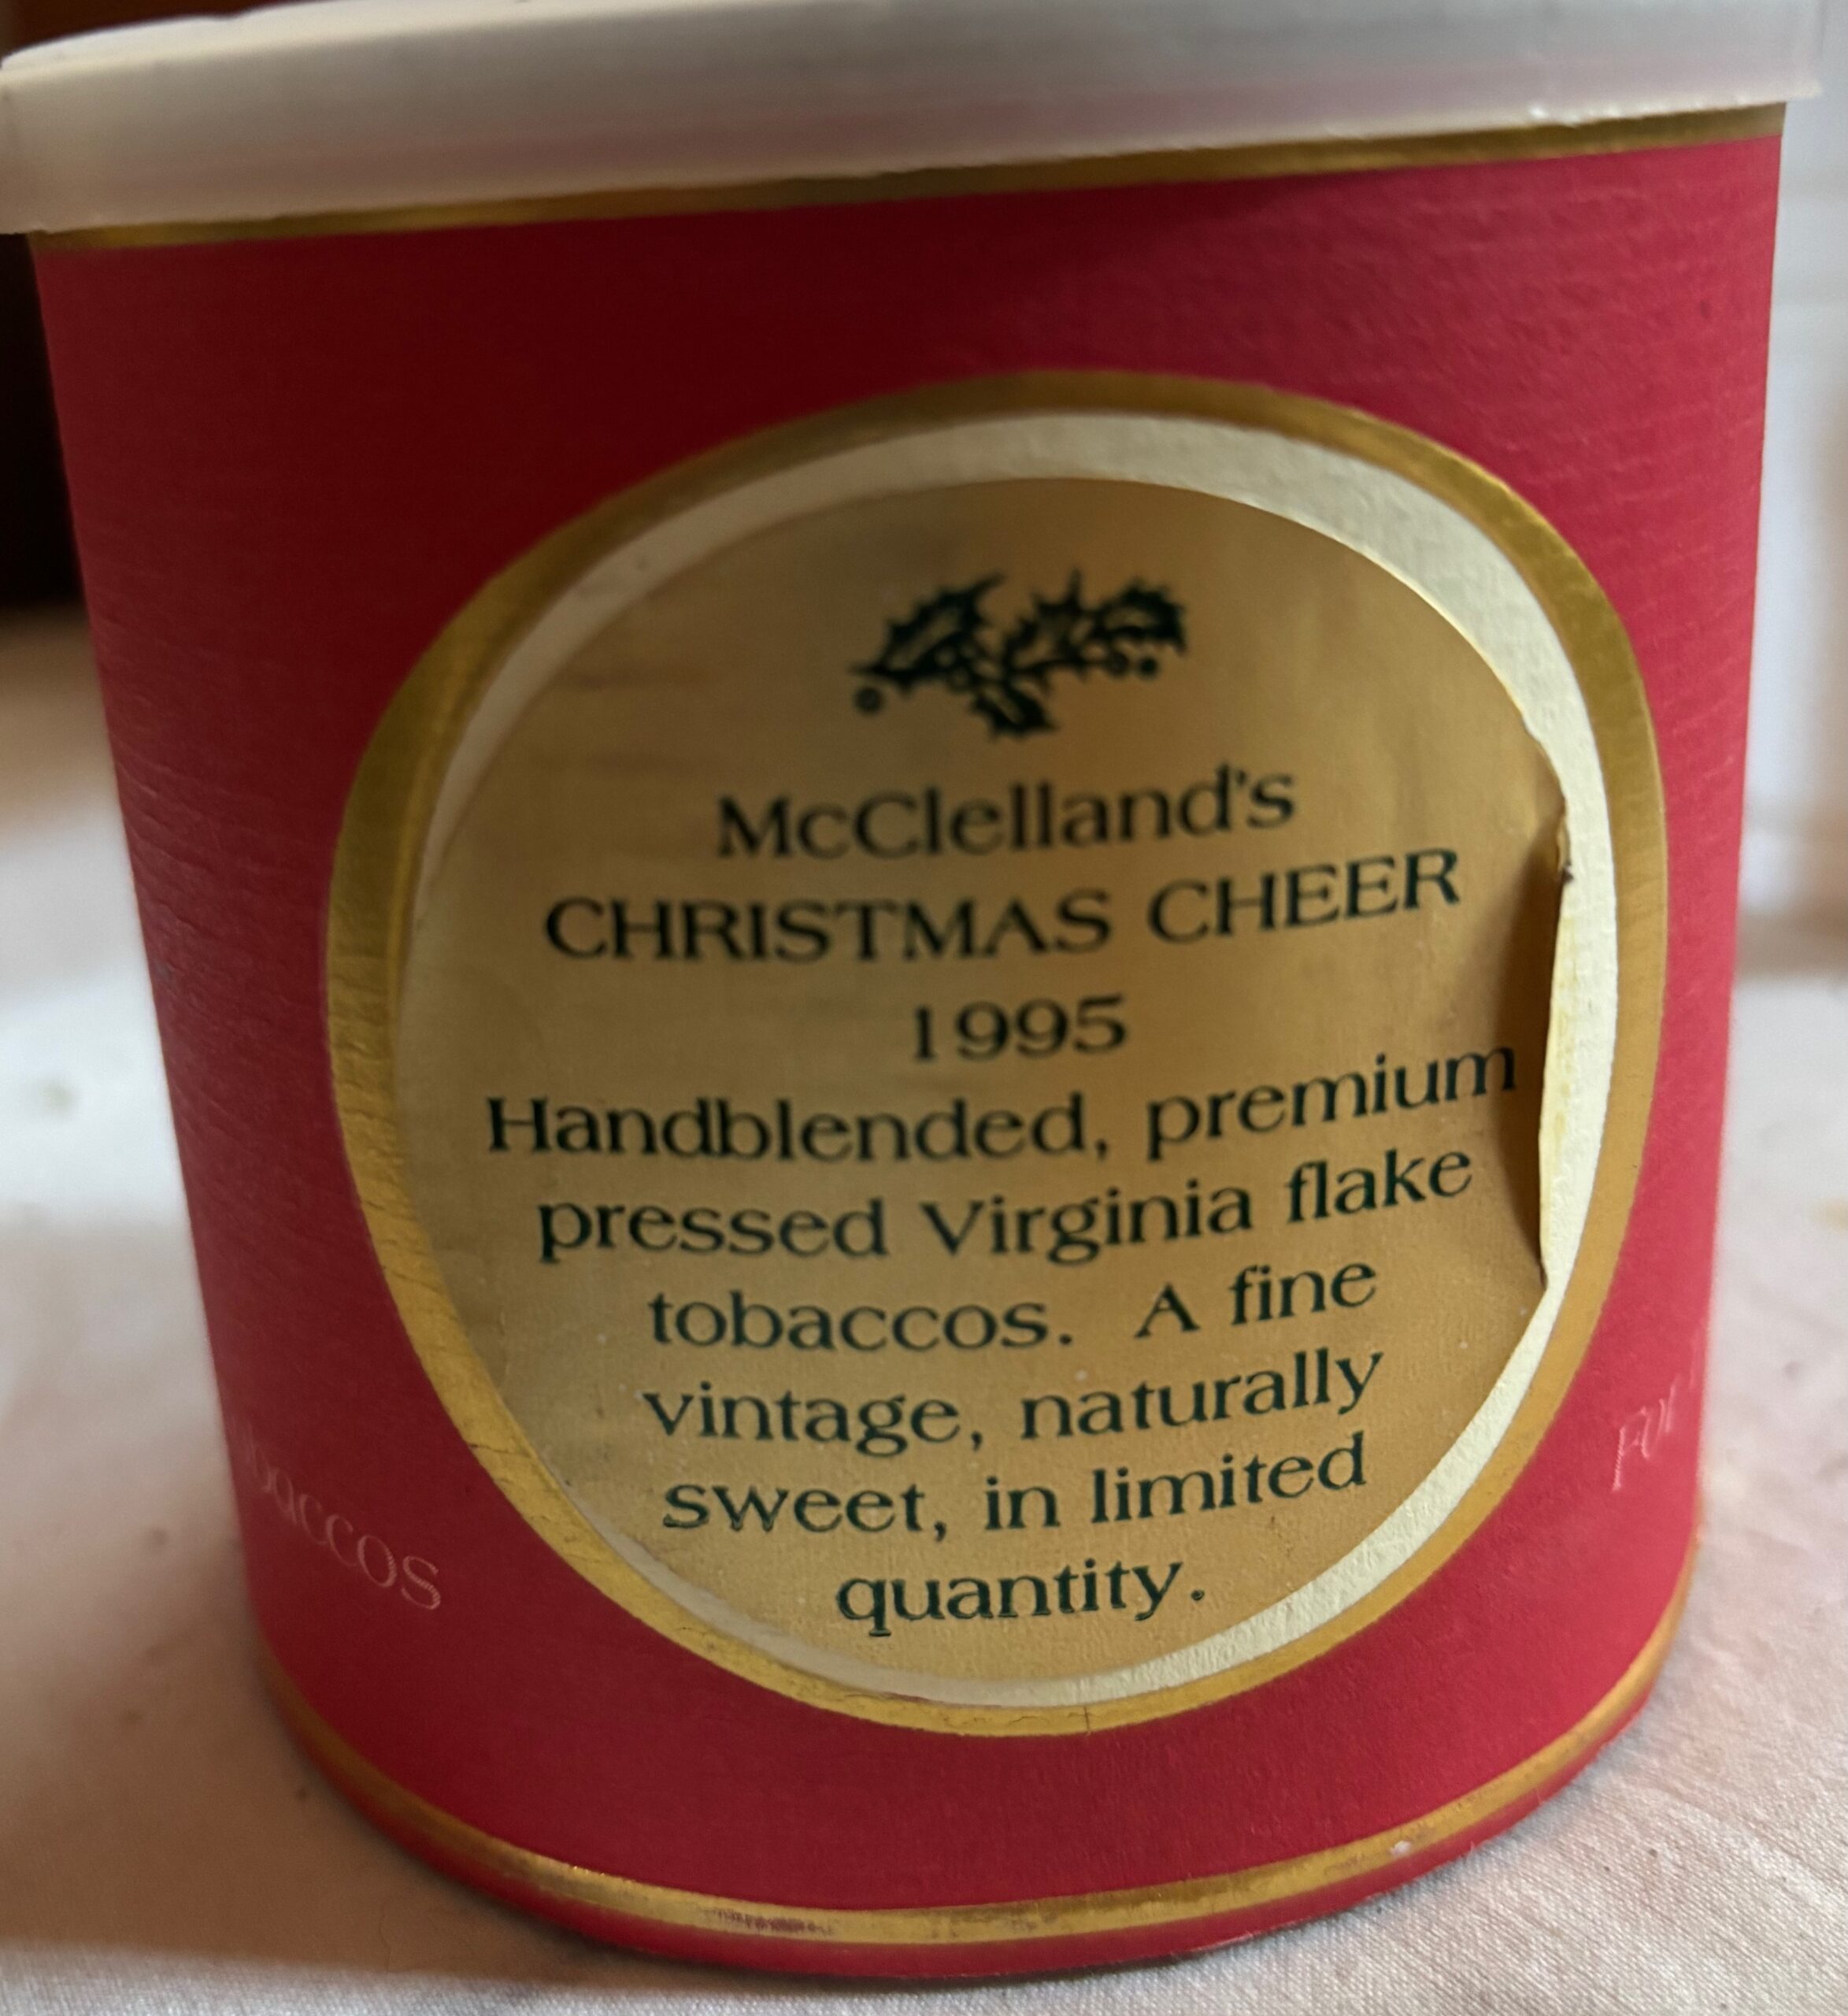 McClelland's
CHRISTMAS CHEER
1995
Handblended, premium
pressed Virginia flake
tobaccos.  A fine
vintage, naturally
sweet, in limited
quantity.